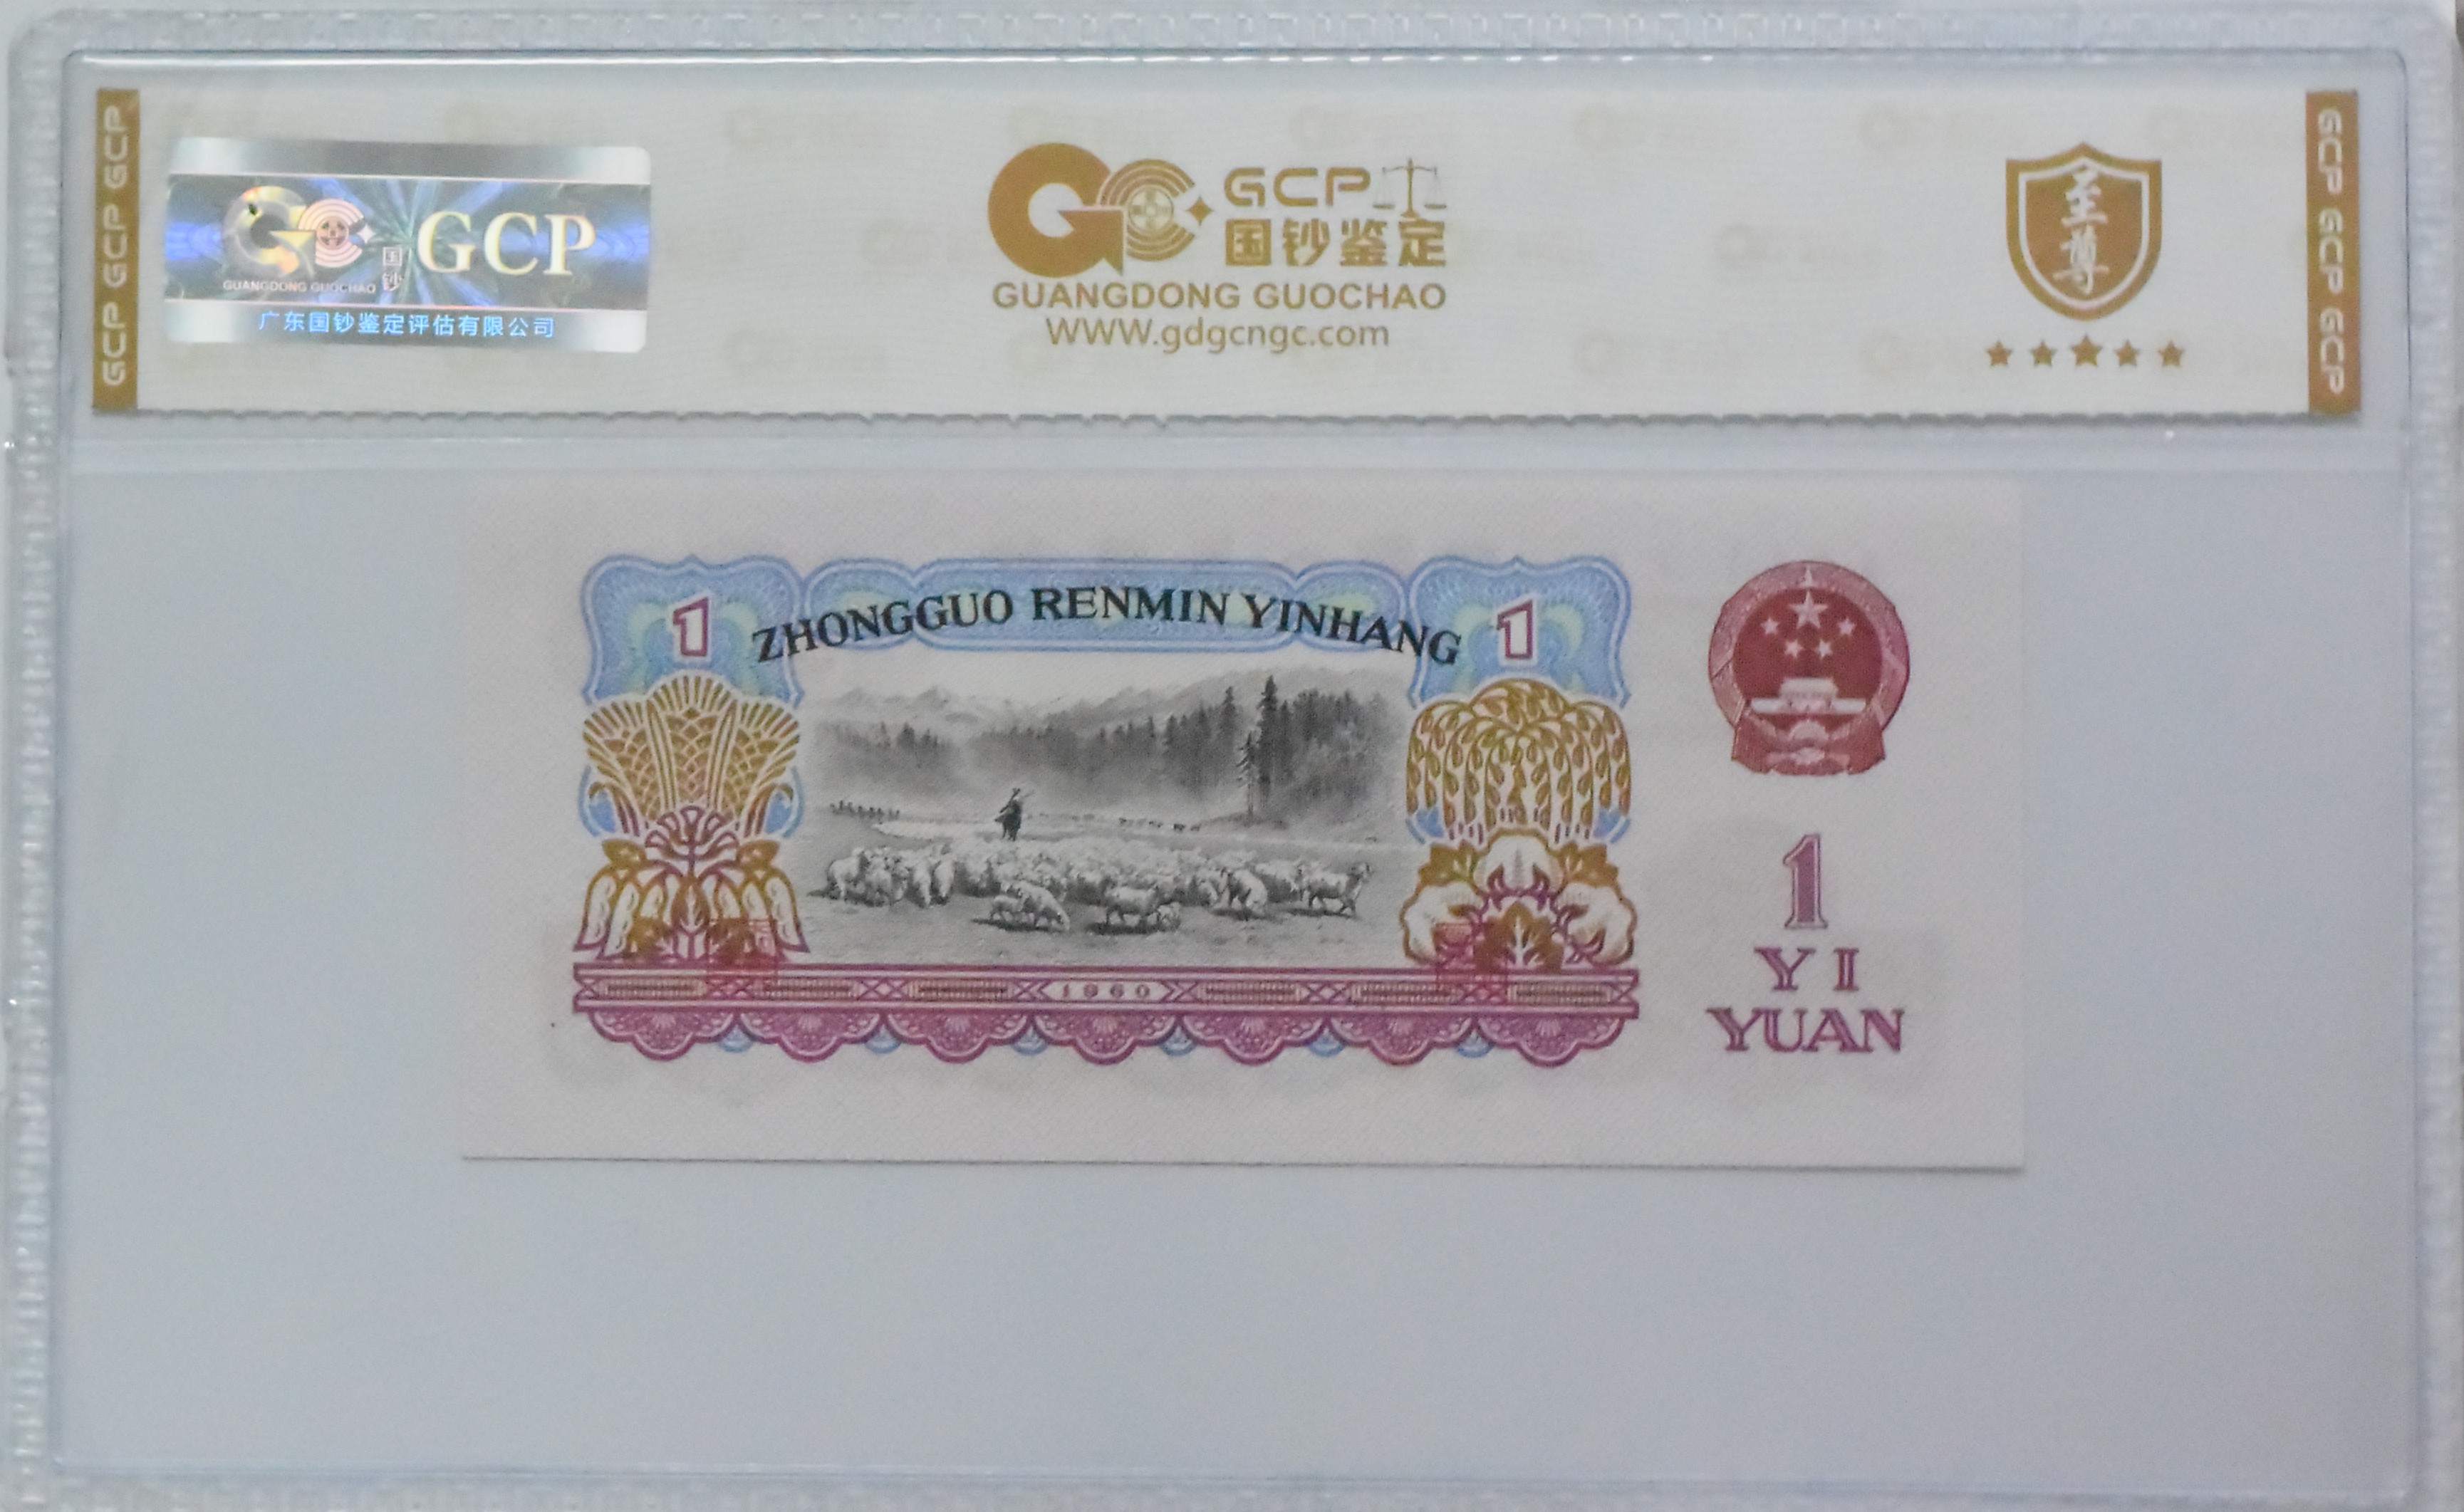 GCP GCP GCP
国
钞
GCP
GUANGDONG GUOCHAO
广东国钞鉴定评估有限公司
GCP
国钞鉴定
GUANGDONG GUOCHAO
WWW.gdgcngc.com
至
尊
GCP GCP GCP
1
ZHONGGUO RENMIN YINHANG
1
1960
1
YI
YUAN